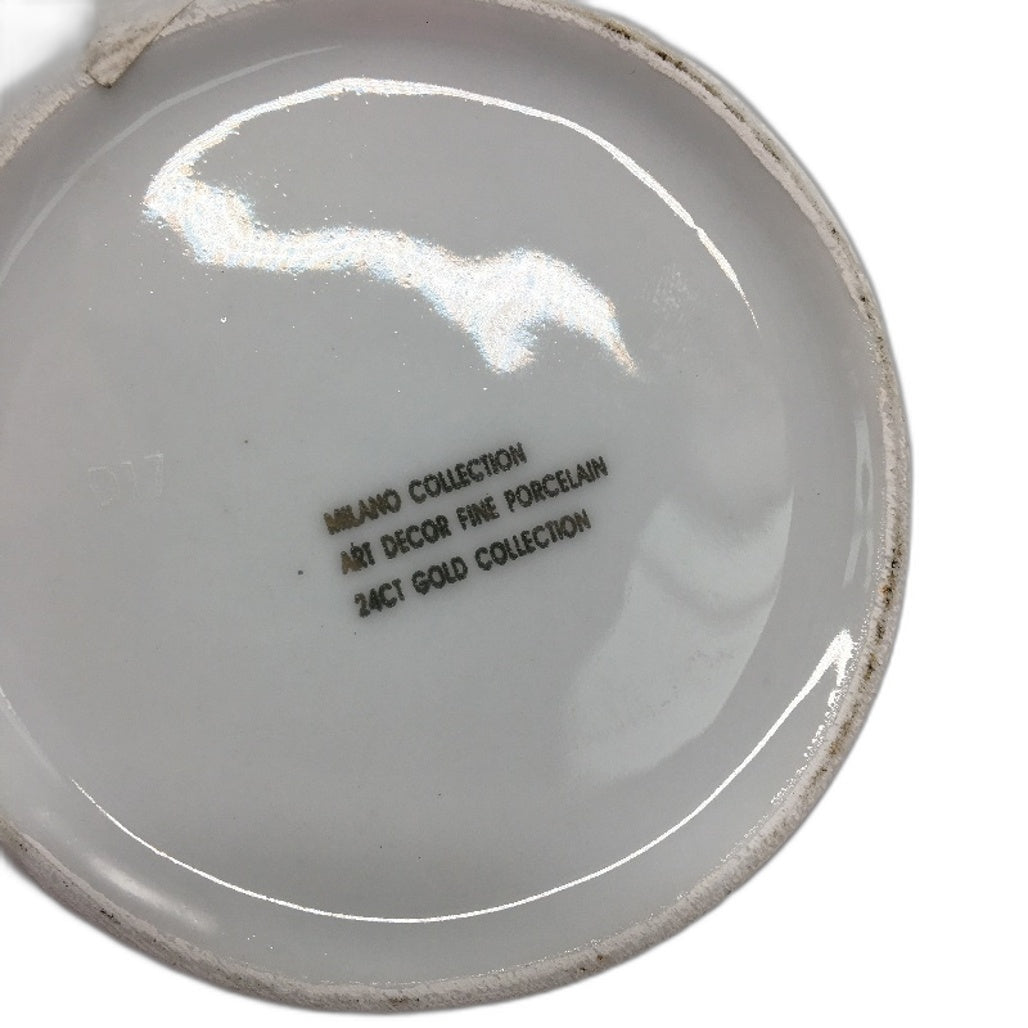 MILANO COLLECTION
ART DECOR FINE PORCELAIN
24CT GOLD COLLECTION